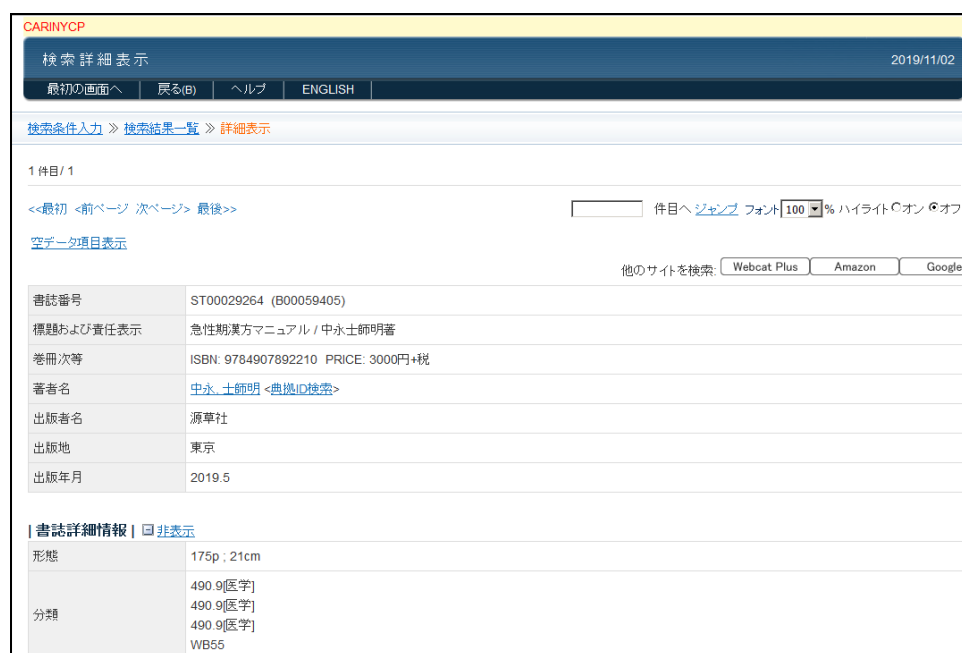 CARINYCP
検索詳細表示 2019/11/02
最初の画面へ 戻る(B) ヘルプ ENGLISH
検索条件入力 ≫ 検索結果一覧 ≫ 詳細表示
1 件目/ 1
<<最初 <前ページ 次ページ> 最後>> 件目へ ジャンプ フォント 100 % ハイライト オン オフ
空データ項目表示
他のサイトを検索: Webcat Plus Amazon Google
書誌番号 ST00029264 (B00059405)
標題および責任表示 急性期漢方マニュアル / 中永士師明著
巻冊次等 ISBN: 9784907892210 PRICE: 3000円+税
著者名 中永, 士師明 <典拠ID検索>
出版者名 源草社
出版地 東京
出版年月 2019.5
| 書誌詳細情報 | 非表示
形態 175p ; 21cm
分類 490.9[医学]
490.9[医学]
490.9[医学]
WB55